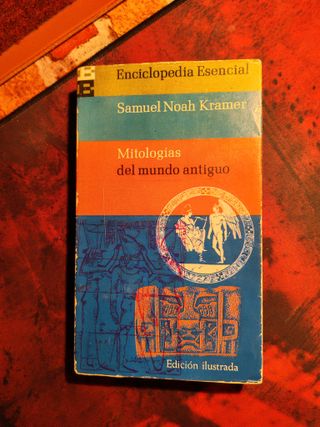 B
B
Enciclopedia Esencial
Samuel Noah Kramer
Mitologías
del mundo antiguo
Edición ilustrada